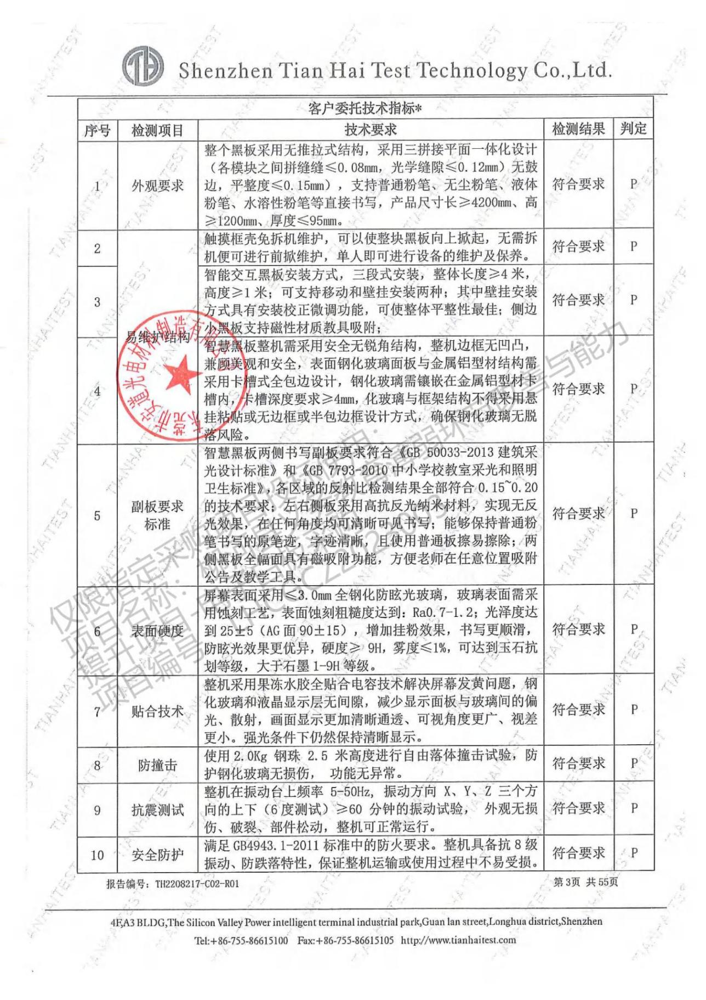 TH
Shenzhen Tian Hai Test Technology Co.,Ltd.
客户委托技术指标*
序号 检测项目 技术要求 检测结果 判定
整个黑板采用无推拉式结构，采用三拼接平面一体化设计
（各模块之间拼缝缝≤0.08mm，光学缝隙≤0.12mm）无鼓
1 外观要求 边，平整度≤0.15mm），支持普通粉笔、无尘粉笔、液体 符合要求 P
粉笔、水溶性粉笔等直接书写，产品尺寸长≥4200mm、高
≥1200mm、厚度≤95mm。
触摸框壳免拆机维护，可以使整块黑板向上掀起，无需拆
2 机便可进行前掀维护，单人即可进行设备的维护及保养。 符合要求 P
智能交互黑板安装方式，三段式安装，整体长度≥4 米，
高度≥1 米；可支持移动和壁挂安装两种；其中壁挂安装
3 方式具有安装校正微调功能，可使整体平整性最佳；侧边 符合要求 P
小黑板支持磁性材质教具吸附；
易维护结构
智慧黑板整机需采用安全无锐角结构，整机边框无凹凸，
兼顾美观和安全，表面钢化玻璃面板与金属铝型材结构需
采用卡槽式全包边设计，钢化玻璃需镶嵌在金属铝型材卡
4 槽内，卡槽深度要求≥4mm，化玻璃与框架结构不得采用悬 符合要求 P
挂粘贴或无边框或半包边框设计方式，确保钢化玻璃无脱
落风险。
智慧黑板两侧书写副板要求符合《GB 50033-2013 建筑采
光设计标准》和《GB 7793-2010 中小学校教室采光和照明
卫生标准》，各区域的反射比检测结果全部符合 0.15~0.20
5 副板要求 的技术要求；左右侧板采用高抗反光纳米材料，实现无反 符合要求 P
标准 光效果，在任何角度均可清晰可见书写；能够保持普通粉
笔书写的原笔迹，字迹清晰，且使用普通板擦易擦除；两
侧黑板全幅面具有磁吸附功能，方便老师在任意位置吸附
公告及教学工具。
屏幕表面采用≤3.0mm 全钢化防眩光玻璃，玻璃表面需采
用蚀刻工艺，表面蚀刻粗糙度达到：Ra0.7-1.2；光泽度达
6 表面硬度 到 25±5（AG 面 90±15），增加挂粉效果，书写更顺滑， 符合要求 P
防眩光效果更优异，硬度≥ 9H，雾度≤1%，可达到玉石抗
划等级，大于石墨 1-9H 等级。
整机采用果冻水胶全贴合电容技术解决屏幕发黄问题，钢
化玻璃和液晶显示层无间隙，减少显示面板与玻璃间的偏
7 贴合技术 光、散射，画面显示更加清晰通透、可视角度更广、视差 符合要求 P
更小。强光条件下仍然保持清晰显示。
使用 2.0Kg 钢珠 2.5 米高度进行自由落体撞击试验，防
8 防撞击 护钢化玻璃无损伤， 功能无异常。 符合要求 P
整机在振动台上频率 5-50Hz，振动方向 X、Y、Z 三个方
9 抗震测试 向的上下（6 度测试）≥60 分钟的振动试验， 外观无损 符合要求 P
伤、破裂、部件松动，整机可正常运行。
满足 GB4943.1-2011 标准中的防火要求。整机具备抗 8 级
10 安全防护 振动、防跌落特性，保证整机运输或使用过程中不易受损。 符合要求 P
报告编号：TH2208217-C02-R01 第 3页 共 55页
4F,A3 BLDG,The Silicon Valley Power intelligent terminal industrial park,Guan lan street,Longhua district,Shenzhen
Tel:+86-755-86615100 Fax:+86-755-86615105 http://www.tianhaitest.com
仅限指定采购项目投标使用：
TIANHAITEST